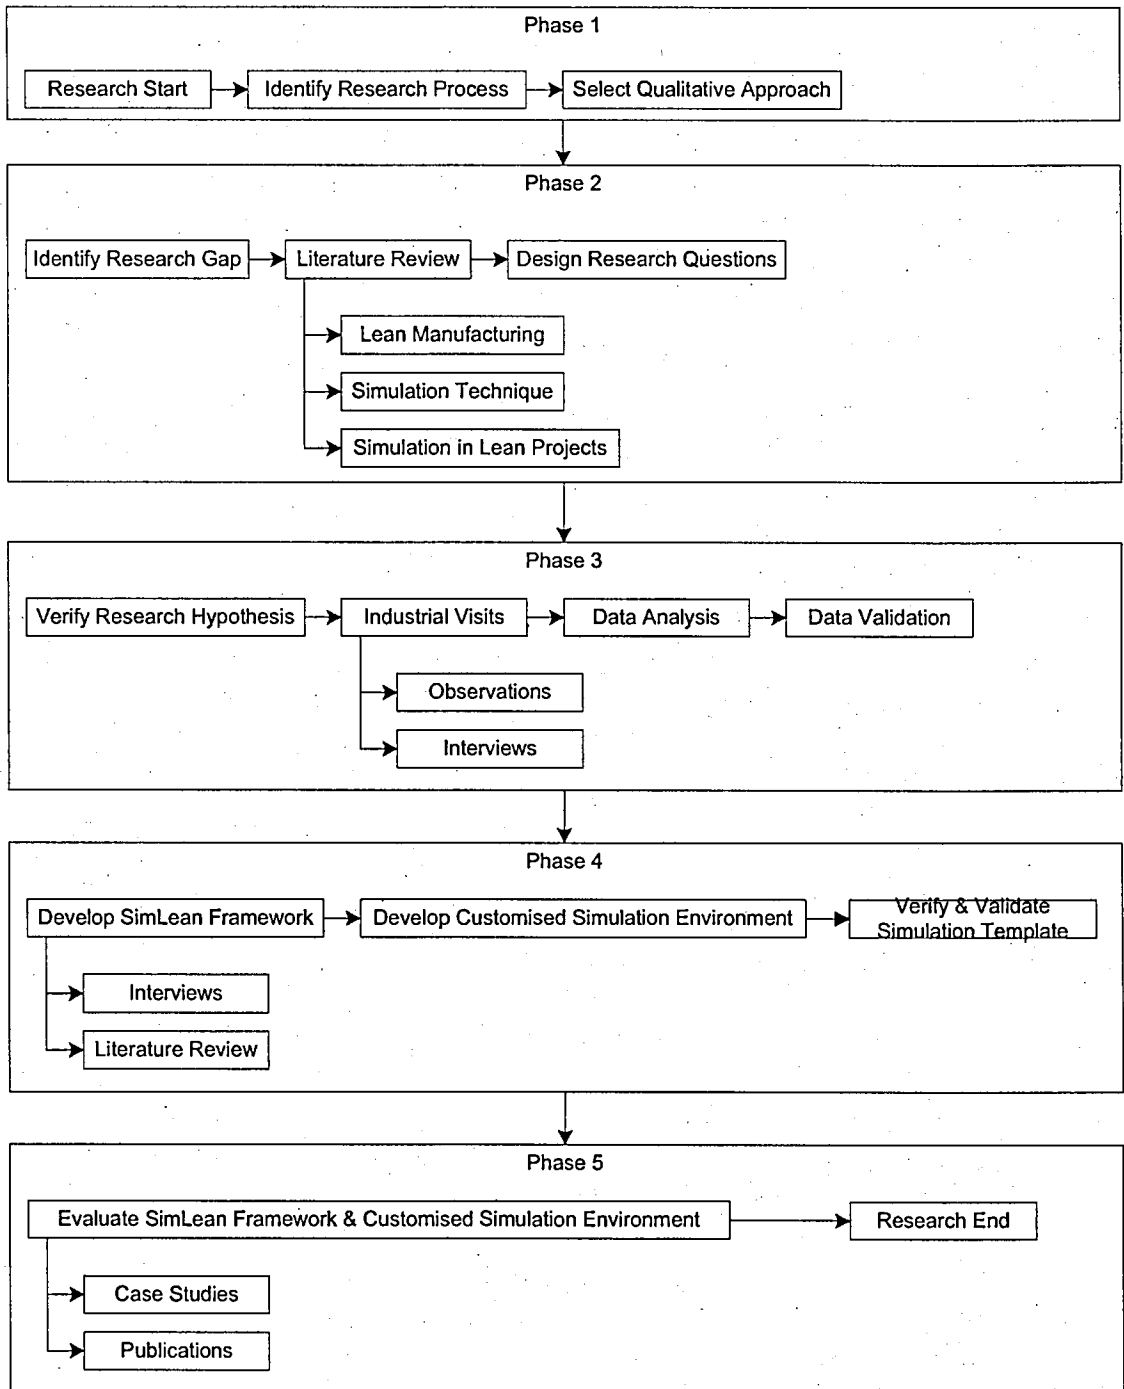 Phase 1
Research Start
Identify Research Process
Select Qualitative Approach
Phase 2
Identify Research Gap
Literature Review
Design Research Questions
Lean Manufacturing
Simulation Technique
Simulation in Lean Projects
Phase 3
Verify Research Hypothesis
Industrial Visits
Data Analysis
Data Validation
Observations
Interviews
Phase 4
Develop SimLean Framework
Develop Customised Simulation Environment
Verify & Validate
Simulation Template
Interviews
Literature Review
Phase 5
Evaluate SimLean Framework & Customised Simulation Environment
Research End
Case Studies
Publications